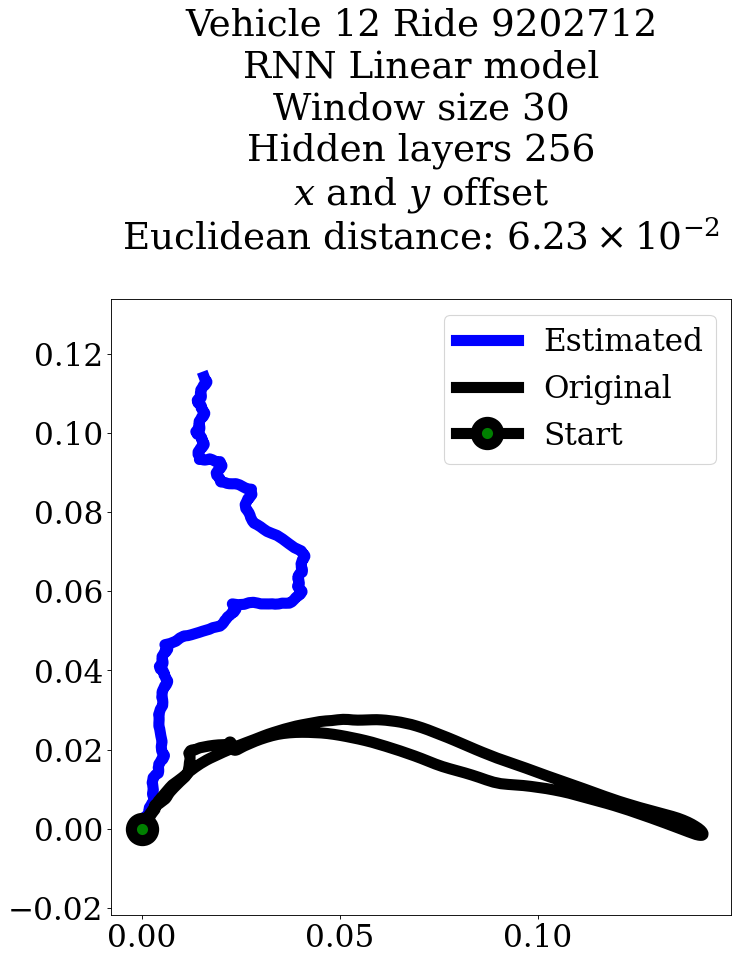 Vehicle 12 Ride 9202712
RNN Linear model
Window size 30
Hidden layers 256
x and y offset
Euclidean distance: 6.23 × 10⁻²
Estimated
Original
Start
0.12
0.10
0.08
0.06
0.04
0.02
0.00
−0.02
0.00 0.05 0.10